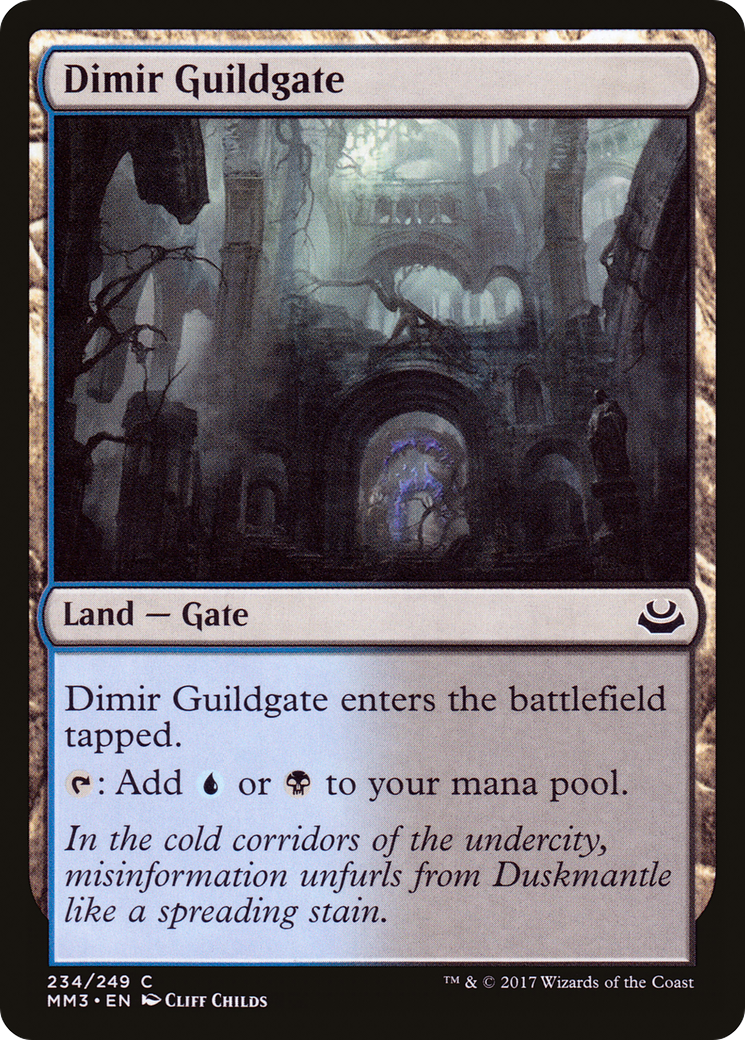 Dimir Guildgate
Land — Gate
Dimir Guildgate enters the battlefield
tapped.
: Add or to your mana pool.
In the cold corridors of the undercity,
misinformation unfurls from Duskmantle
like a spreading stain.
234/249 C
MM3 • EN Cliff Childs
™ & © 2017 Wizards of the Coast